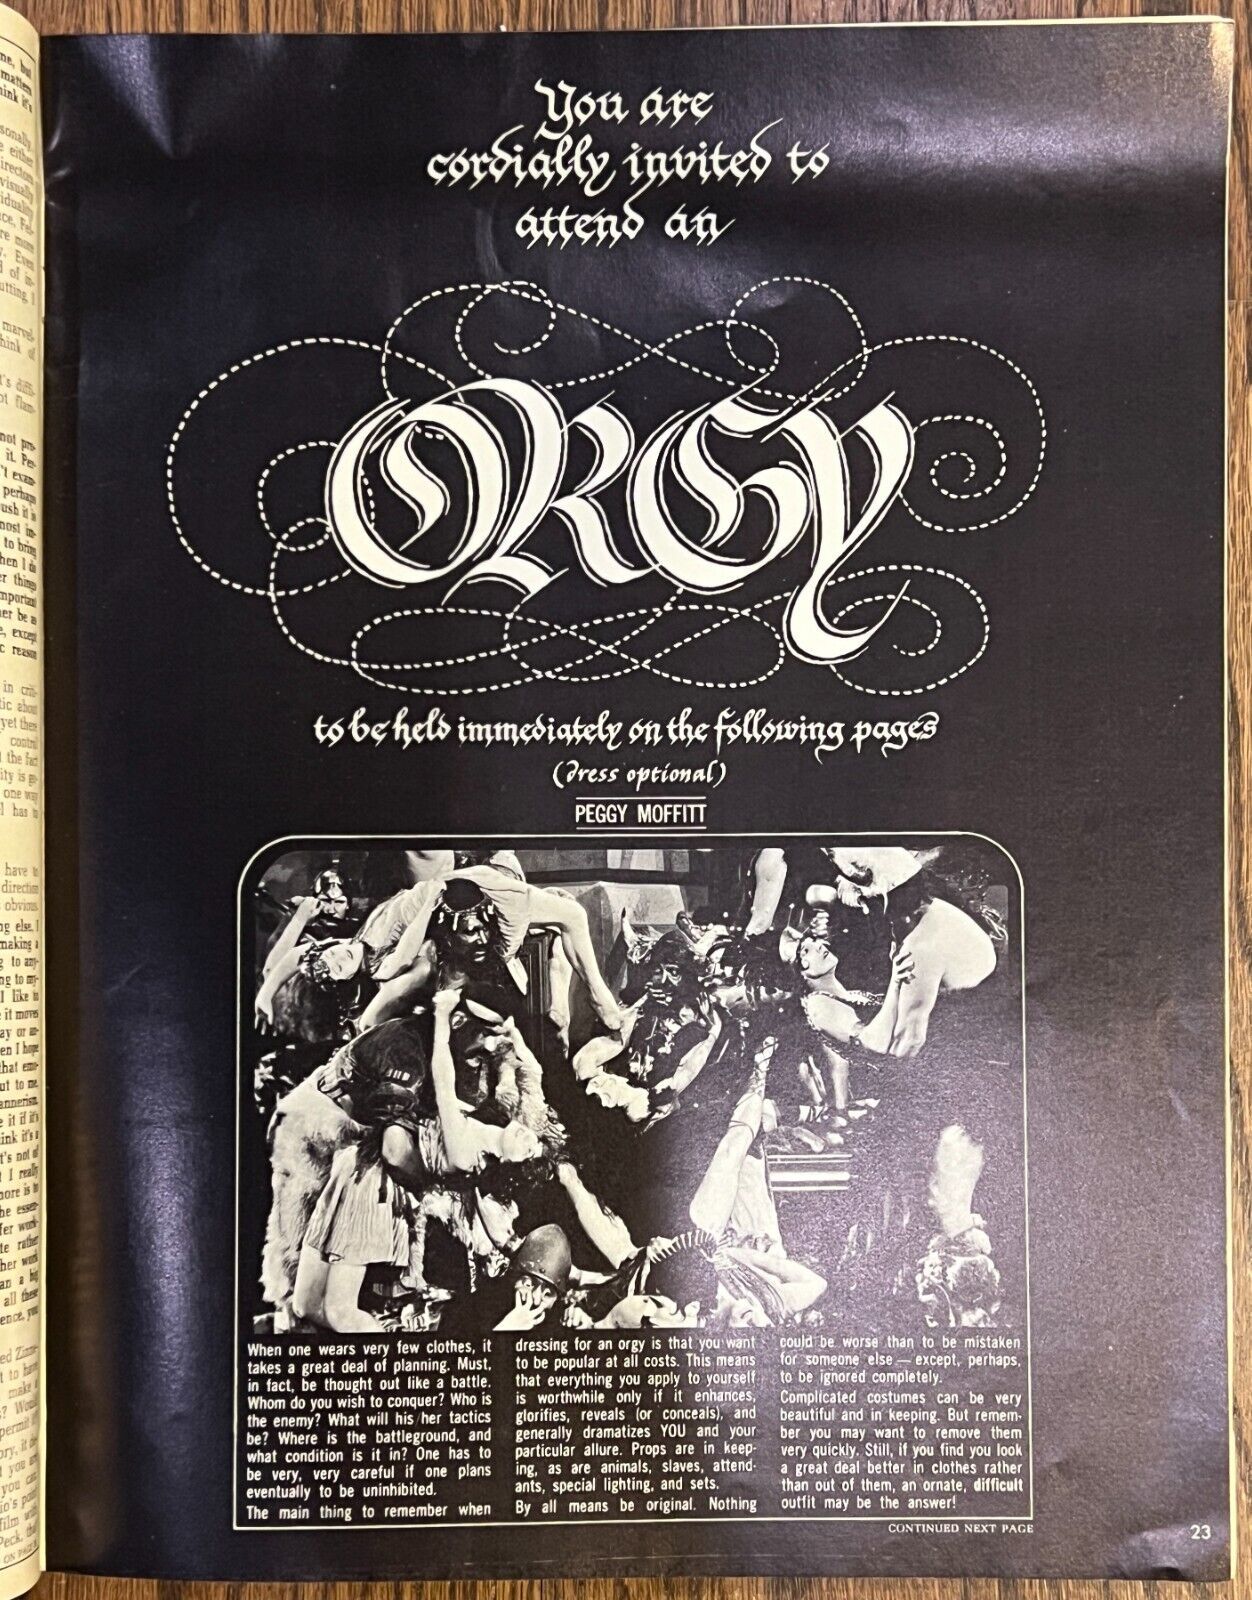 You are
cordially invited to
attend an
ORGY
to be held immediately on the following pages
(dress optional)
PEGGY MOFFITT
When one wears very few clothes, it
takes a great deal of planning. Must,
in fact, be thought out like a battle.
Whom do you wish to conquer? Who is
the enemy? What will his/her tactics
be? Where is the battleground, and
what condition is it in? One has to
be very, very careful if one plans
eventually to be uninhibited.
The main thing to remember when
dressing for an orgy is that you want
to be popular at all costs. This means
that everything you apply to yourself
is worthwhile only if it enhances,
glorifies, reveals (or conceals), and
generally dramatizes YOU and your
particular allure. Props are in keep-
ing, as are animals, slaves, attend-
ants, special lighting, and sets.
By all means be original. Nothing
could be worse than to be mistaken
for someone else — except, perhaps,
to be ignored completely.
Complicated costumes can be very
beautiful and in keeping. But remem-
ber you may want to remove them
very quickly. Still, if you find you look
a great deal better in clothes rather
than out of them, an ornate, difficult
outfit may be the answer!
CONTINUED NEXT PAGE
23